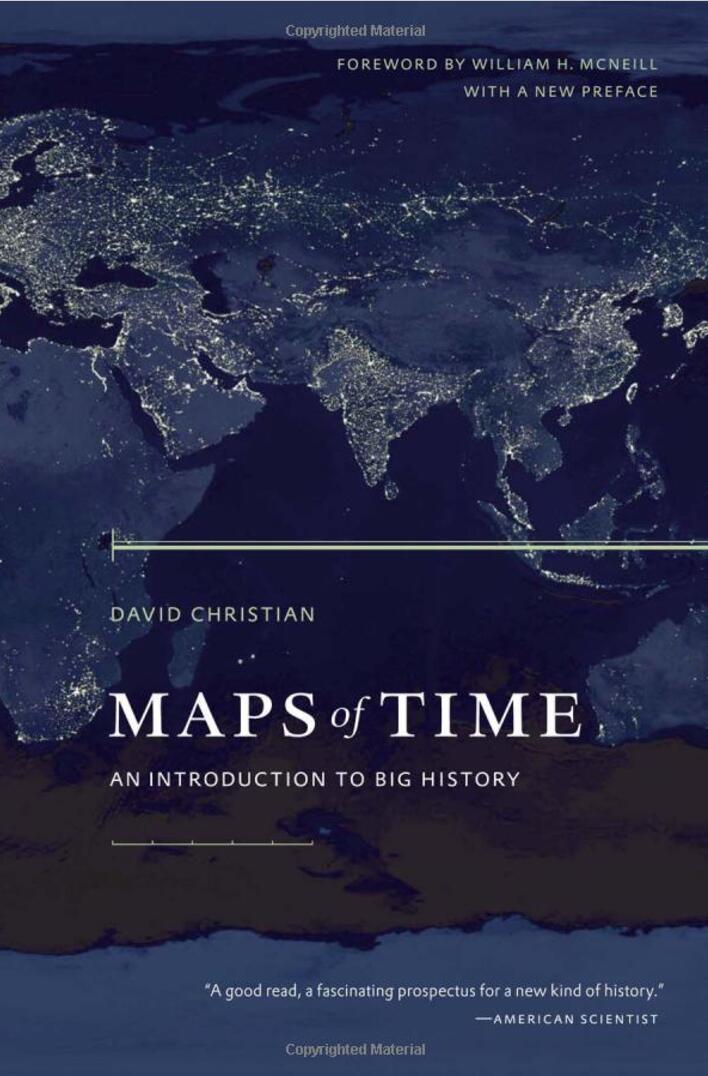 Copyrighted Material
FOREWORD BY WILLIAM H. MCNEILL
WITH A NEW PREFACE
DAVID CHRISTIAN
MAPS of TIME
AN INTRODUCTION TO BIG HISTORY
“A good read, a fascinating prospectus for a new kind of history.”
—AMERICAN SCIENTIST
Copyrighted Material